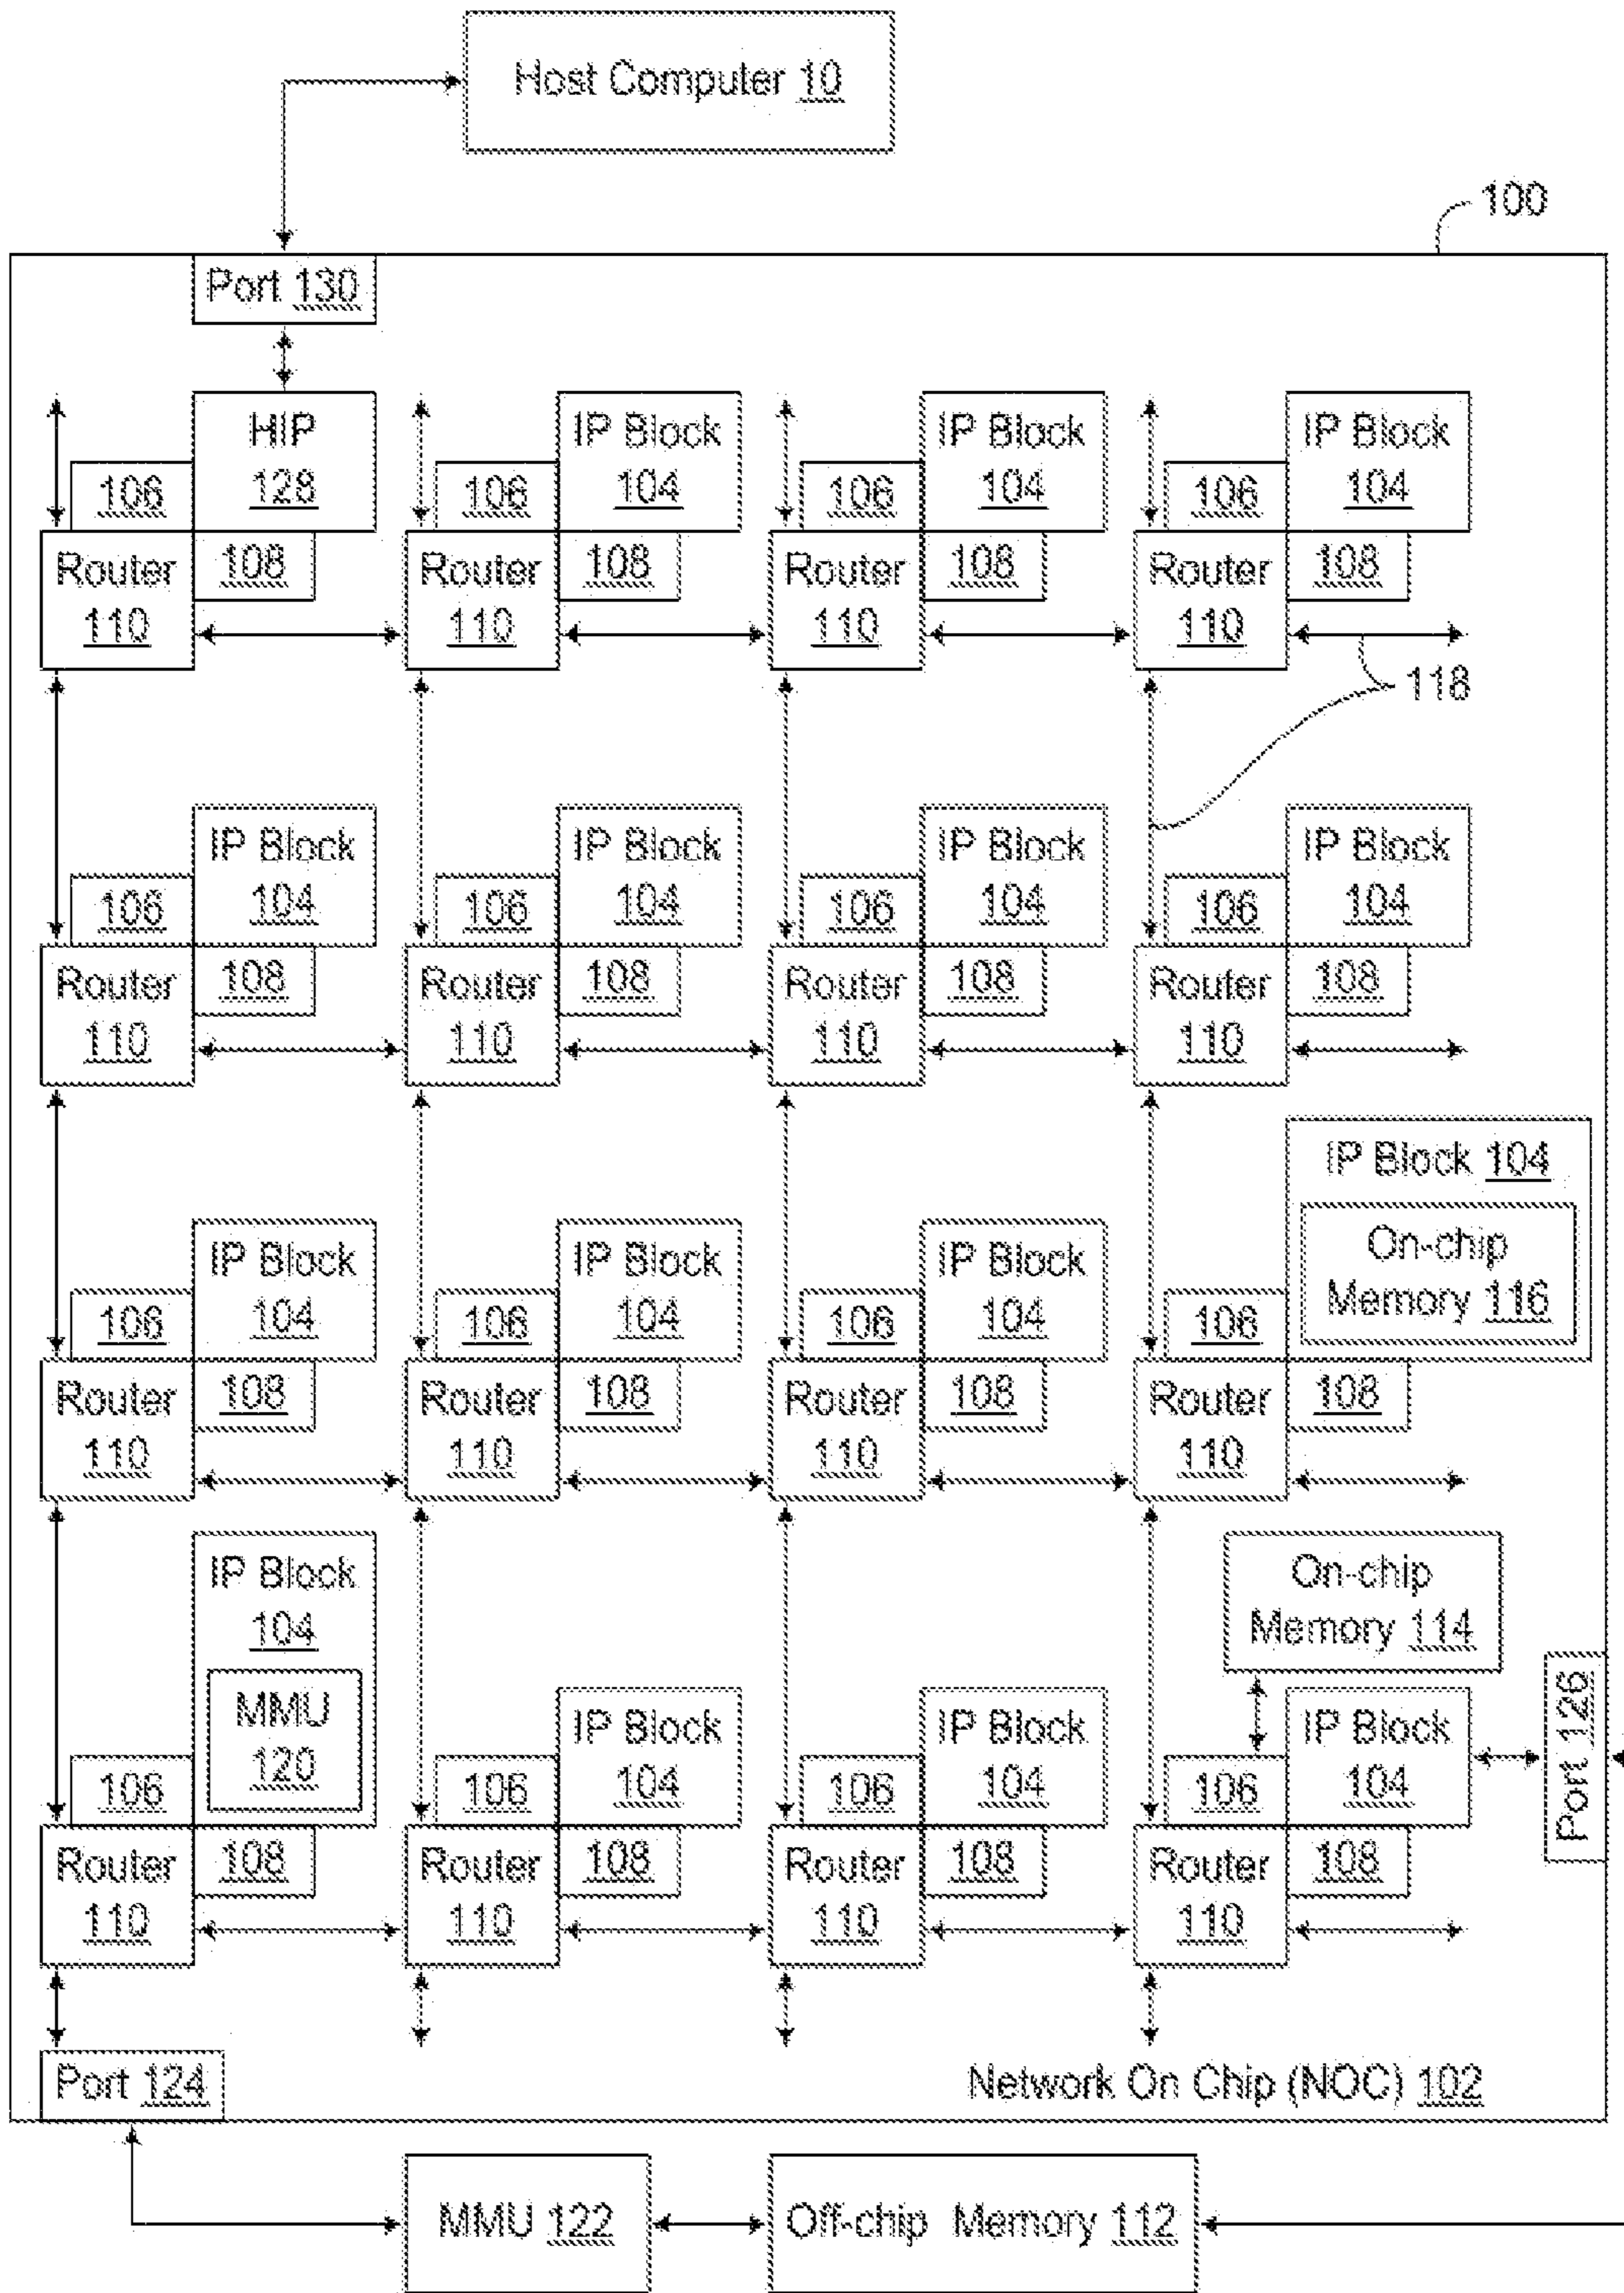 Host Computer 10
100
Port 130
HIP
128
106
Router
110
108
IP Block
104
106
Router
110
108
IP Block
104
106
Router
110
108
IP Block
104
106
Router
110
108
118
IP Block
104
106
Router
110
108
IP Block
104
106
Router
110
108
IP Block
104
106
Router
110
108
IP Block
104
106
Router
110
108
IP Block
104
106
Router
110
108
IP Block
104
106
Router
110
108
IP Block
104
106
Router
110
108
IP Block 104
On-chip
Memory 116
106
Router
110
108
IP Block
104
MMU
120
106
Router
110
108
IP Block
104
106
Router
110
108
IP Block
104
106
Router
110
108
On-chip
Memory 114
IP Block
104
106
Router
110
108
Port 126
Port 124
Network On Chip (NOC) 102
MMU 122
Off-chip Memory 112